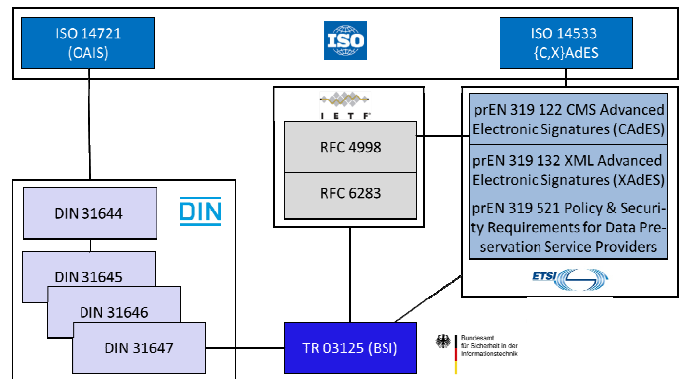 ISO 14721
(OAIS)
ISO
ISO 14533
{C,X}AdES
IETF
RFC 4998
RFC 6283
prEN 319 122 CMS Advanced
Electronic Signatures (CAdES)
prEN 319 132 XML Advanced
Electronic Signatures (XAdES)
prEN 319 521 Policy & Securi-
ty Requirements for Data Pre-
servation Service Providers
ETSI
DIN 31644
DIN
DIN 31645
DIN 31646
DIN 31647
TR 03125 (BSI)
Bundesamt
für Sicherheit in der
Informationstechnik